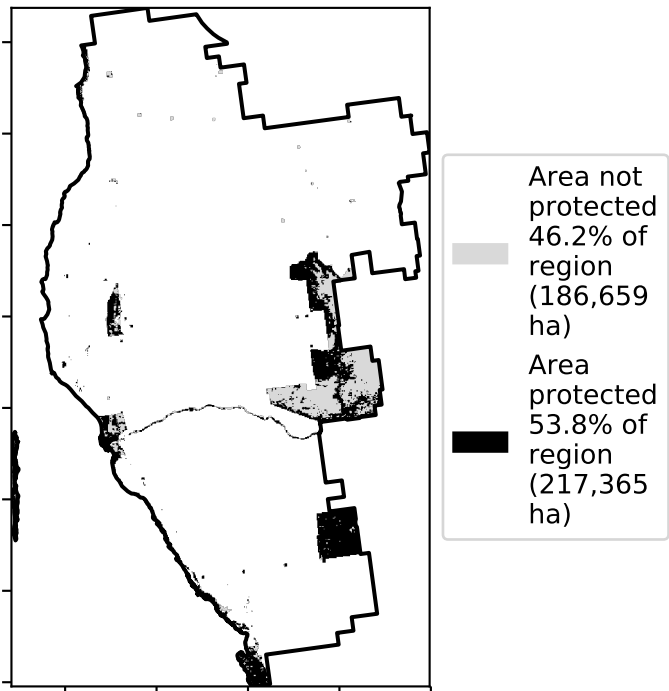 Area not
protected
46.2% of
region
(186,659
ha)
Area
protected
53.8% of
region
(217,365
ha)